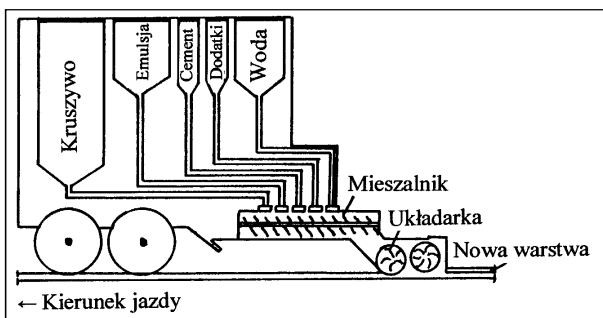 Kruszywo
Emulsja
Cement
Dodatki
Woda
Mieszalnik
Układarka
Nowa warstwa
← Kierunek jazdy